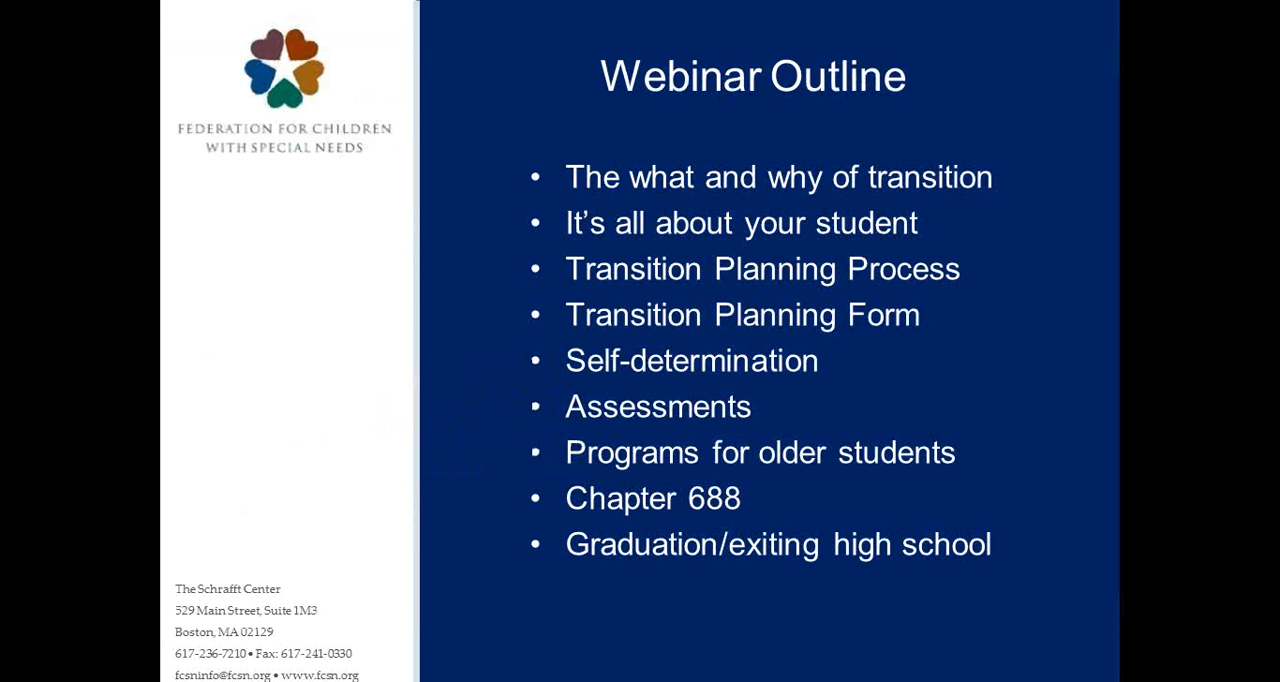 FEDERATION FOR CHILDREN
WITH SPECIAL NEEDS
Webinar Outline
• The what and why of transition
• It’s all about your student
• Transition Planning Process
• Transition Planning Form
• Self-determination
• Assessments
• Programs for older students
• Chapter 688
• Graduation/exiting high school
The Schrafft Center
529 Main Street, Suite 1M3
Boston, MA 02129
617-236-7210 • Fax: 617-241-0330
fcsninfo@fcsn.org • www.fcsn.org